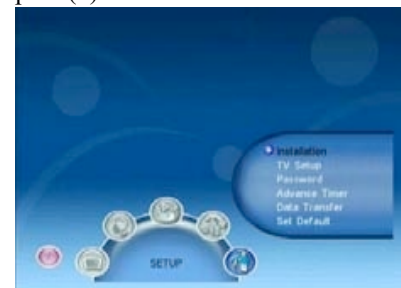 Installation
TV Setup
Password
Advance Timer
Data Transfer
Set Default
SETUP